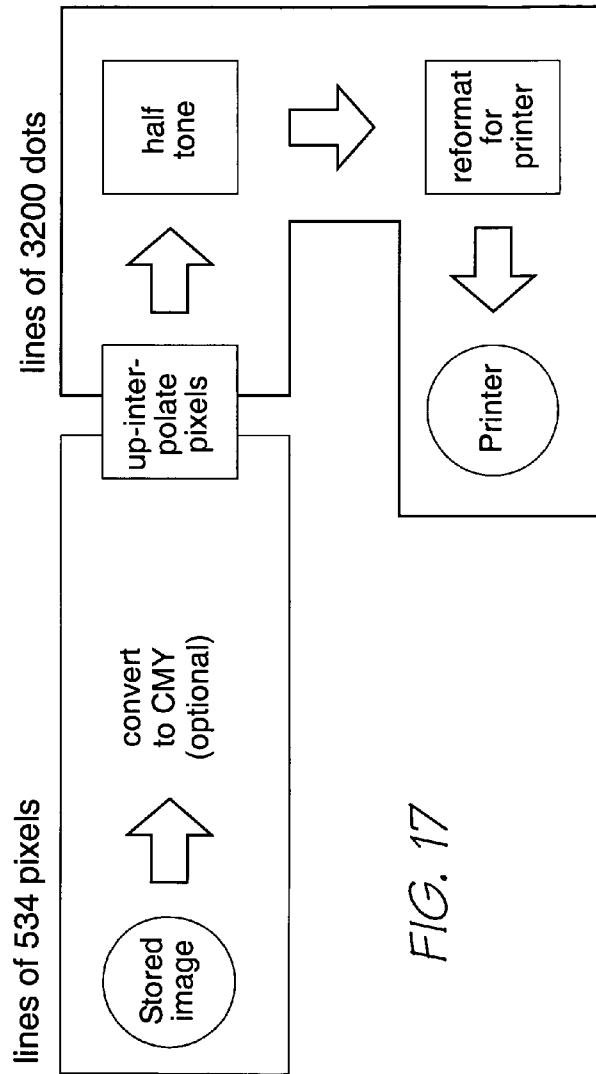 lines of 534 pixels
Stored
image
convert
to CMY
(optional)
up-inter-
polate
pixels
lines of 3200 dots
half
tone
reformat
for
printer
Printer
FIG. 17